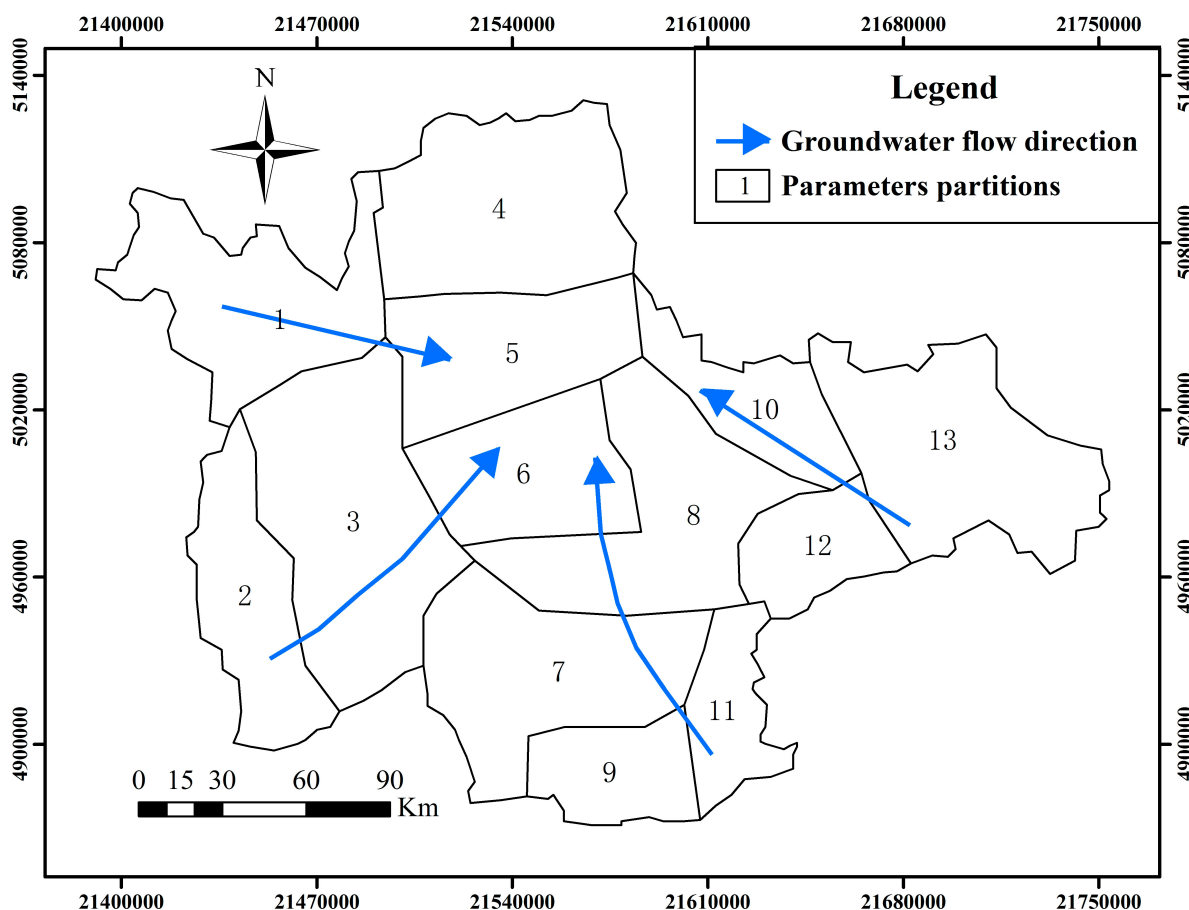 21400000 21470000 21540000 21610000 21680000 21750000
5140000 5140000
N
Legend
Groundwater flow direction
1 Parameters partitions
4
5080000 5080000
1
5
10
5020000 5020000
13
6
3
8
12
4960000 4960000
2
7
11
4900000 4900000
9
0 15 30 60 90
Km
21400000 21470000 21540000 21610000 21680000 21750000